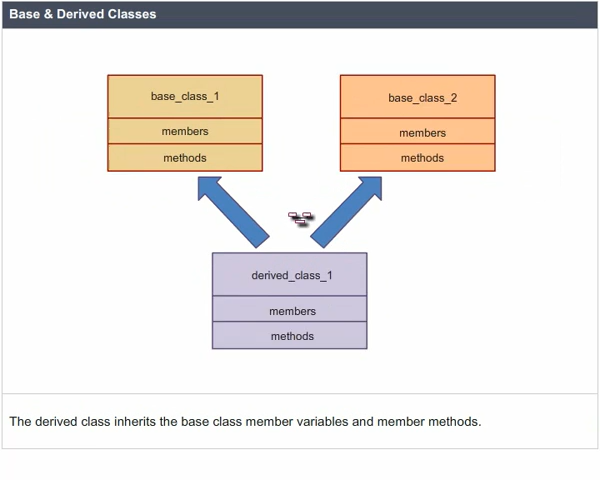 Base & Derived Classes
base_class_1
members
methods
base_class_2
members
methods
derived_class_1
members
methods
The derived class inherits the base class member variables and member methods.